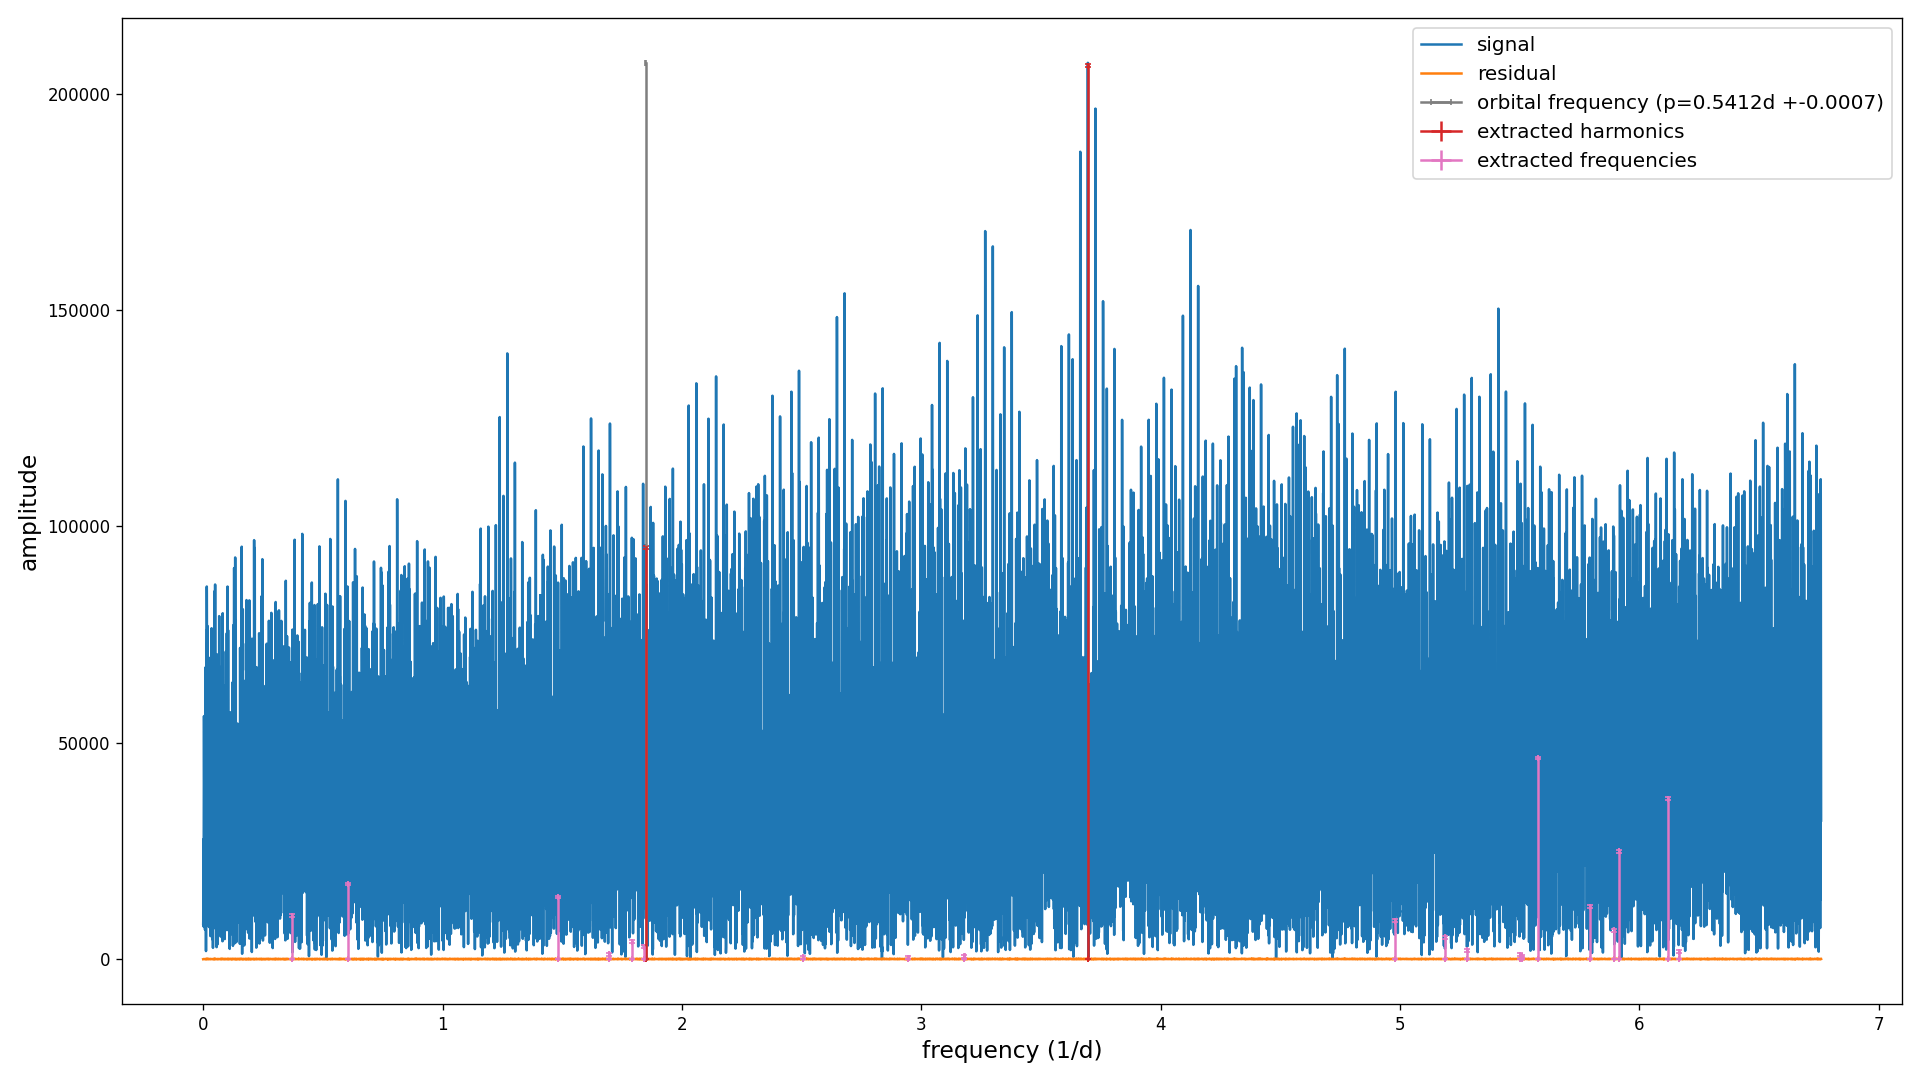 signal
residual
orbital frequency (p=0.5412d +-0.0007)
extracted harmonics
extracted frequencies
200000
150000
100000
50000
0
amplitude
0 1 2 3 4 5 6 7
frequency (1/d)